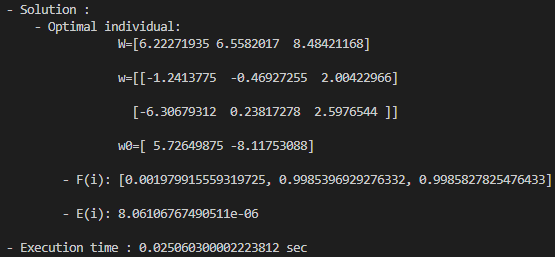 - Solution :
- Optimal individual:
W=[6.22271935 6.5582017 8.48421168]
w=[[-1.2413775 -0.46927255 2.00422966]
[-6.30679312 0.23817278 2.5976544 ]]
w0=[ 5.72649875 -8.11753088]
- F(i): [0.001979915559319725, 0.9985396929276332, 0.9985827825476433]
- E(i): 8.06106767490511e-06
- Execution time : 0.025060300002223812 sec